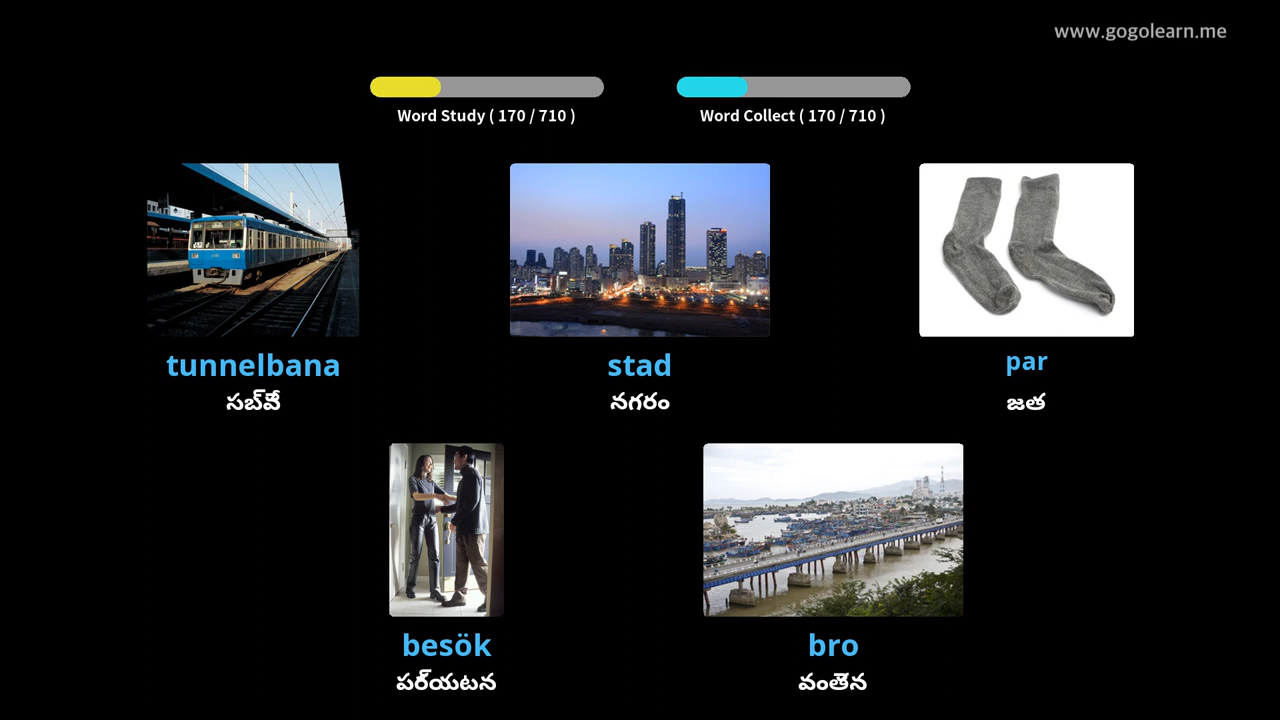 www.gogolearn.me
Word Study ( 170 / 710 )
Word Collect ( 170 / 710 )
tunnelbana
సబ్‌వే
stad
నగరం
par
జత
besök
పర్యటన
bro
వంతెన